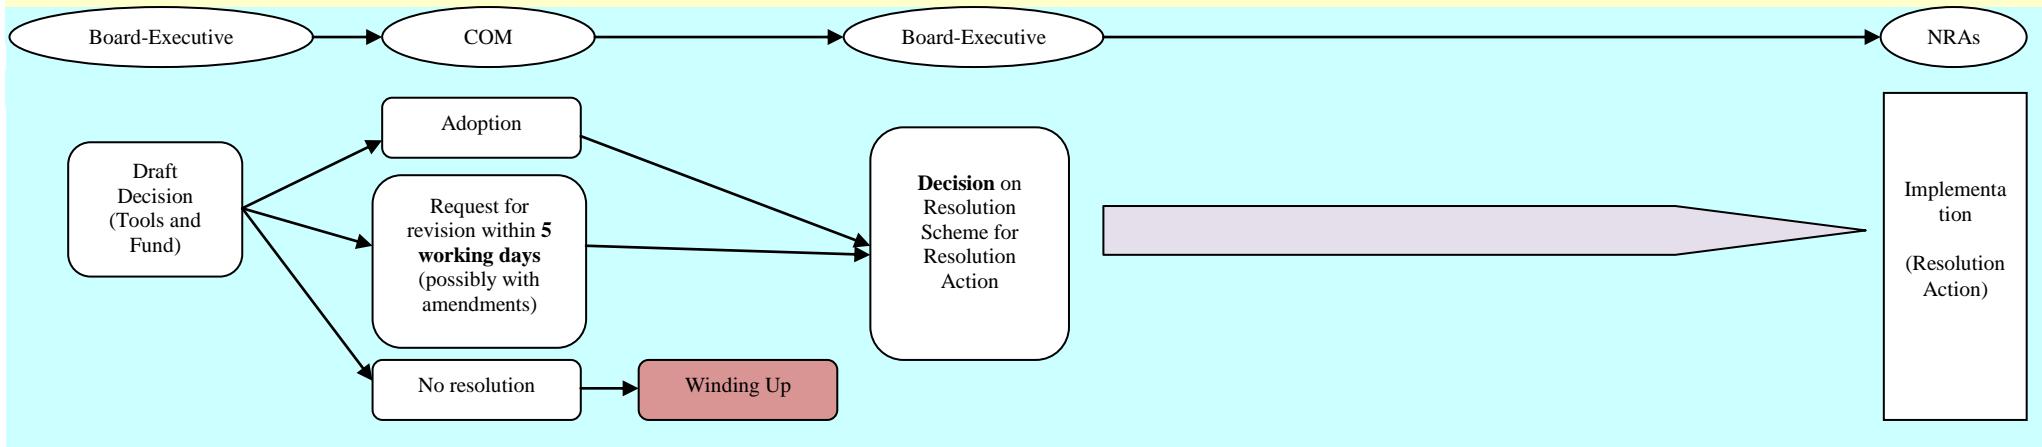 Board-Executive
COM
Board-Executive
NRAs
Draft
Decision
(Tools and
Fund)
Adoption
Request for
revision within 5
working days
(possibly with
amendments)
No resolution
Winding Up
Decision on
Resolution
Scheme for
Resolution
Action
Implementa
tion
(Resolution
Action)